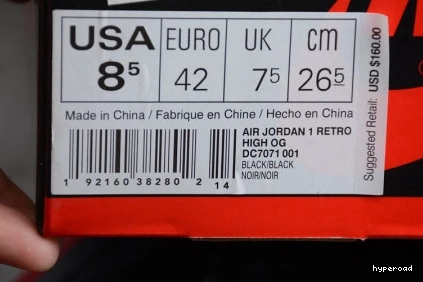 USA EURO UK cm
8⁵ 42 7⁵ 26⁵
Made in China / Fabrique en Chine / Hecho en China
AIR JORDAN 1 RETRO
HIGH OG
DC7071 001
BLACK/BLACK
NOIR/NOIR
1 92160 38280 2 14
Suggested Retail: USD $160.00
hyperoad